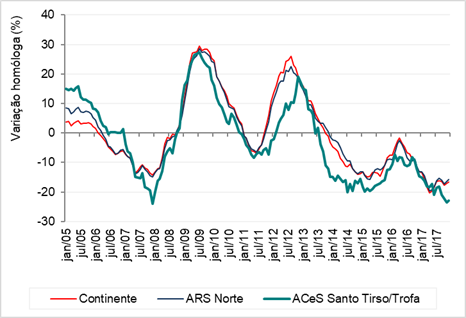 Variação homóloga (%)
40
30
20
10
0
-10
-20
-30
jan/05
jul/05
jan/06
jul/06
jan/07
jul/07
jan/08
jul/08
jan/09
jul/09
jan/10
jul/10
jan/11
jul/11
jan/12
jul/12
jan/13
jul/13
jan/14
jul/14
jan/15
jul/15
jan/16
jul/16
jan/17
jul/17
Continente ARS Norte ACeS Santo Tirso/Trofa